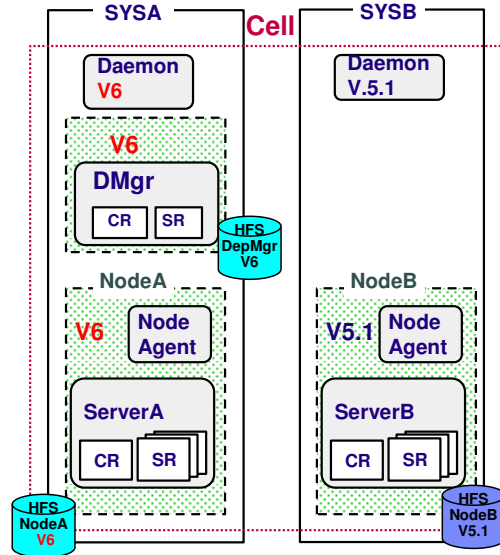 SYSA
SYSB
Cell
Daemon
V6
Daemon
V.5.1
V6
DMgr
CR
SR
HFS
DepMgr
V6
NodeA
NodeB
V6
Node
Agent
V5.1
Node
Agent
ServerA
CR
SR
ServerB
CR
SR
HFS
NodeA
V6
HFS
NodeB
V5.1